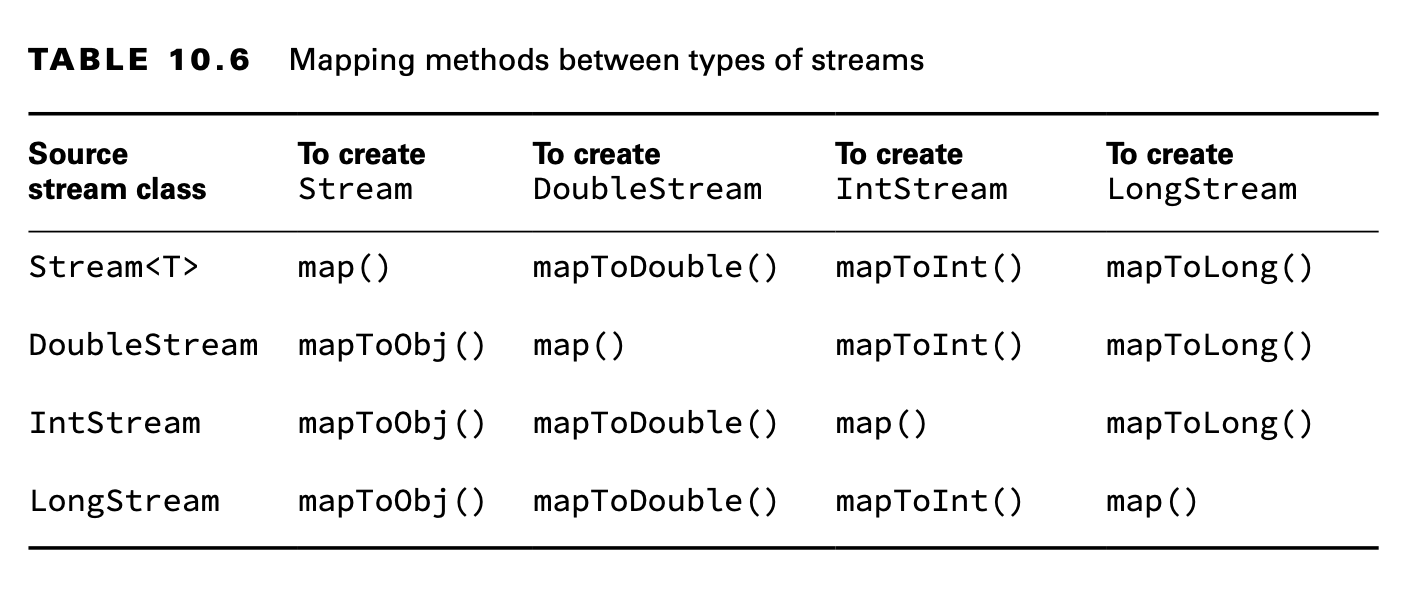 TABLE 10.6 Mapping methods between types of streams
Source stream class To create Stream To create DoubleStream To create IntStream To create LongStream
Stream<T> map() mapToDouble() mapToInt() mapToLong()
DoubleStream mapToObj() map() mapToInt() mapToLong()
IntStream mapToObj() mapToDouble() map() mapToLong()
LongStream mapToObj() mapToDouble() mapToInt() map()